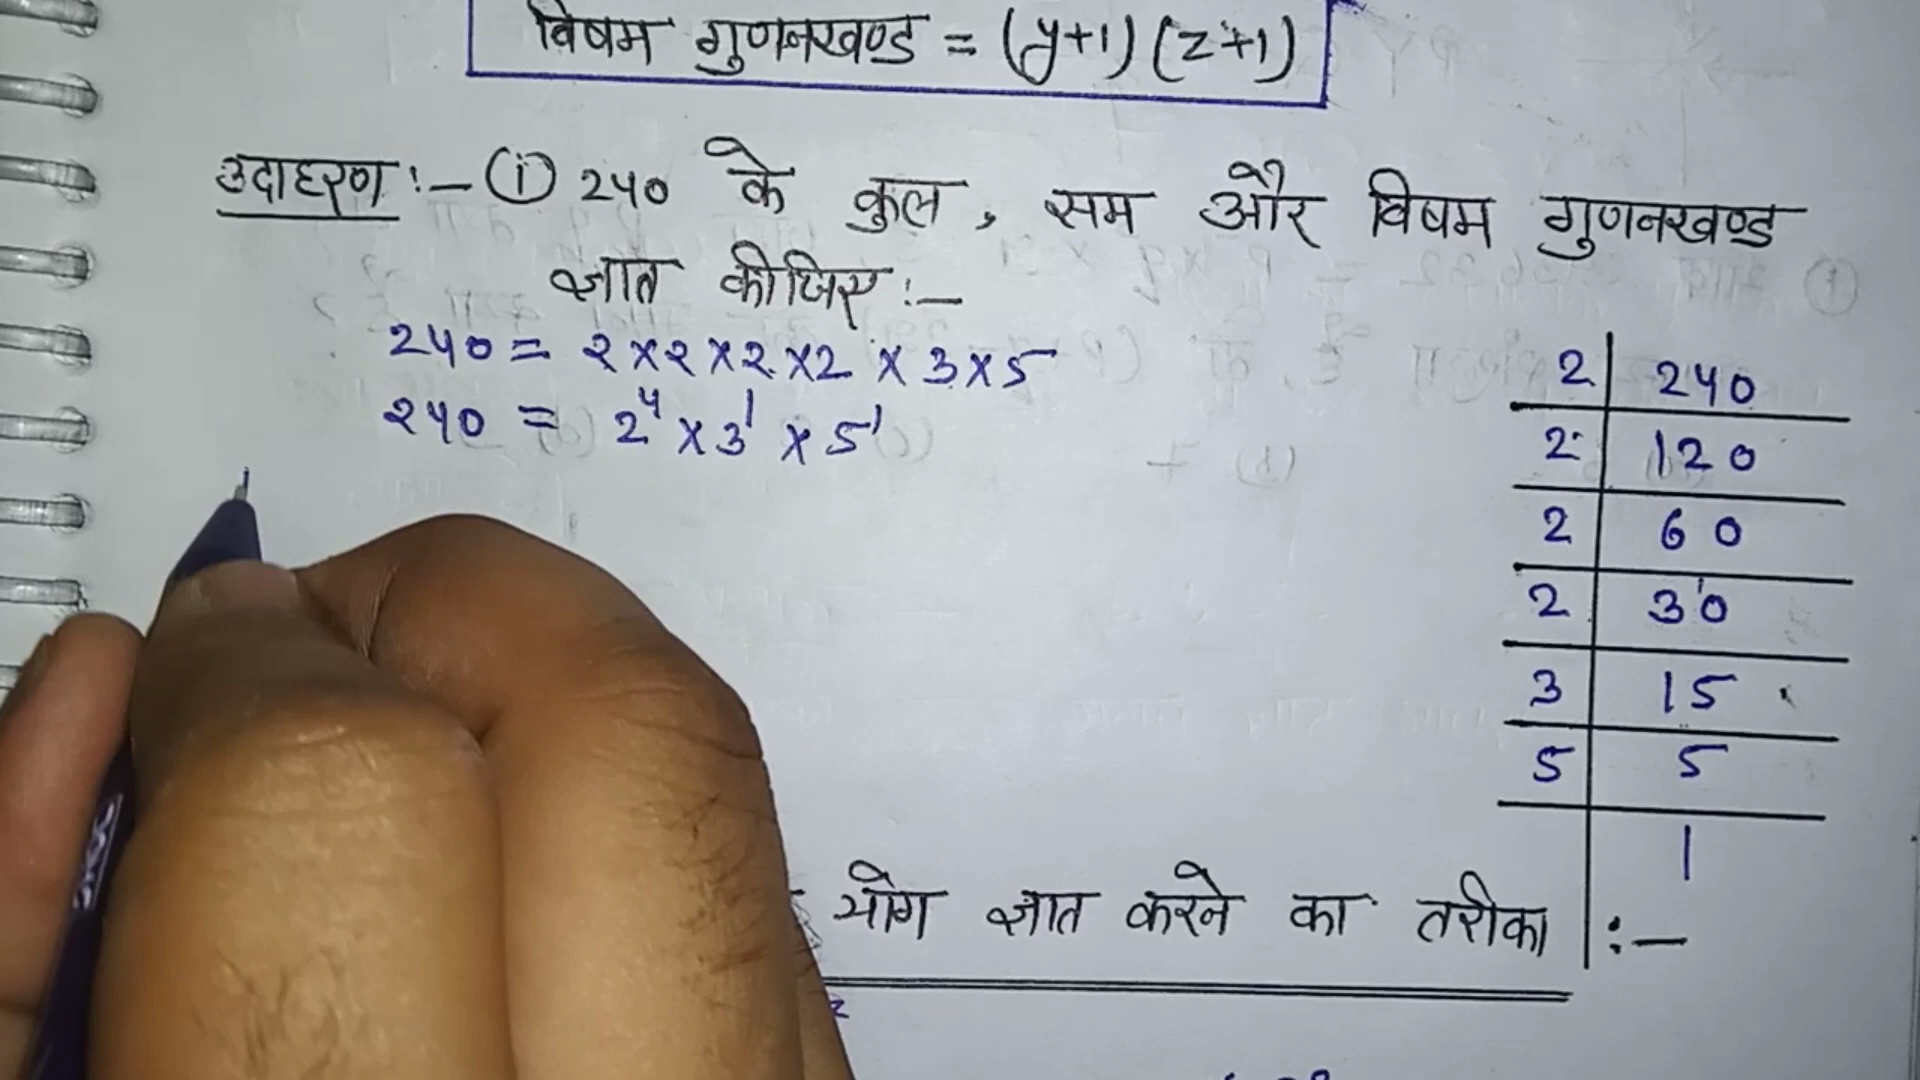 विषम गुणनखण्ड = (y+1) (z+1)
उदाहरण :- (i) 240 के कुल, सम और विषम गुणनखण्ड
ज्ञात कीजिए :-
240 = 2×2×2×2×3×5
240 = 2⁴×3¹×5¹
2 | 240
2 | 120
2 | 60
2 | 30
3 | 15
5 | 5
1
योग ज्ञात करने का तरीका :-